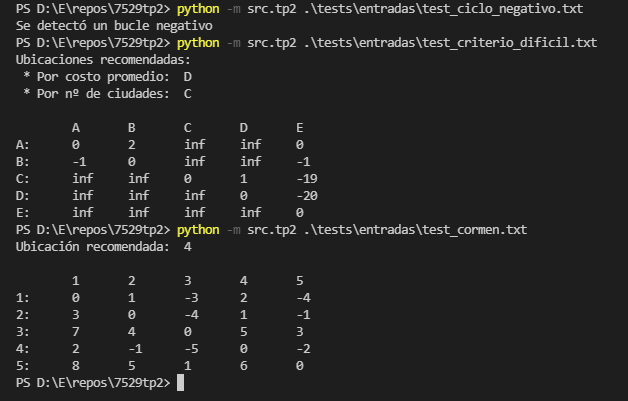 PS D:\E\repos\7529tp2> python -m src.tp2 .\tests\entradas\test_ciclo_negativo.txt
Se detectó un bucle negativo
PS D:\E\repos\7529tp2> python -m src.tp2 .\tests\entradas\test_criterio_dificil.txt
Ubicaciones recomendadas:
 * Por costo promedio:  D
 * Por nº de ciudades:  C

        A       B       C       D       E
A:      0       2       inf     inf     0
B:      -1      0       inf     inf     -1
C:      inf     inf     0       1       -19
D:      inf     inf     inf     0       -20
E:      inf     inf     inf     inf     0
PS D:\E\repos\7529tp2> python -m src.tp2 .\tests\entradas\test_cormen.txt
Ubicación recomendada:  4

        1       2       3       4       5
1:      0       1       -3      2       -4
2:      3       0       -4      1       -1
3:      7       4       0       5       3
4:      2       -1      -5      0       -2
5:      8       5       1       6       0
PS D:\E\repos\7529tp2>